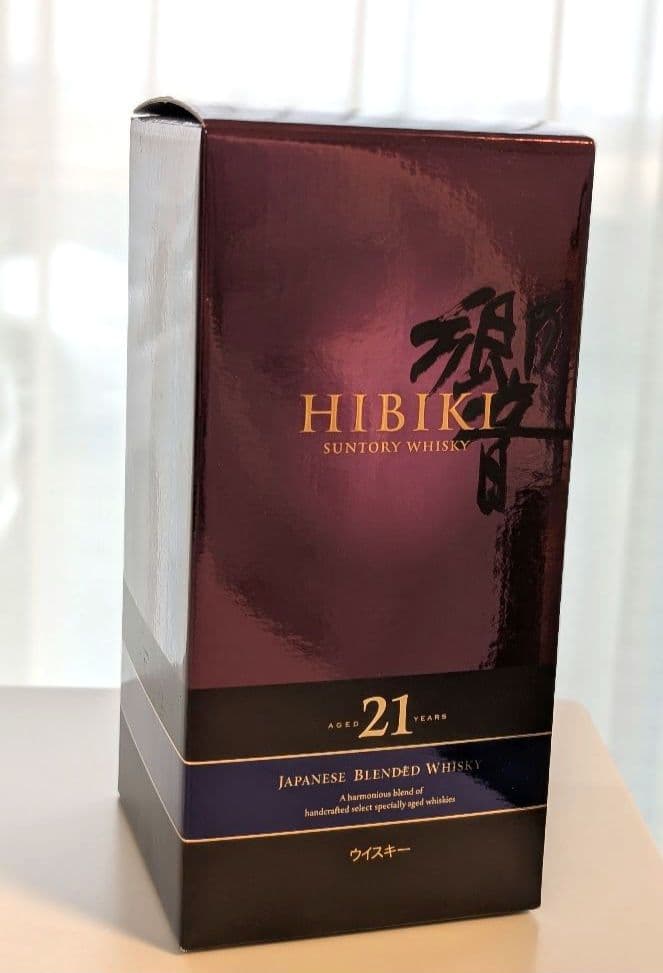 響
HIBIKI
SUNTORY WHISKY
AGED 21 YEARS
JAPANESE BLENDED WHISKY
A harmonious blend of
handcrafted select specially aged whiskies
ウイスキー